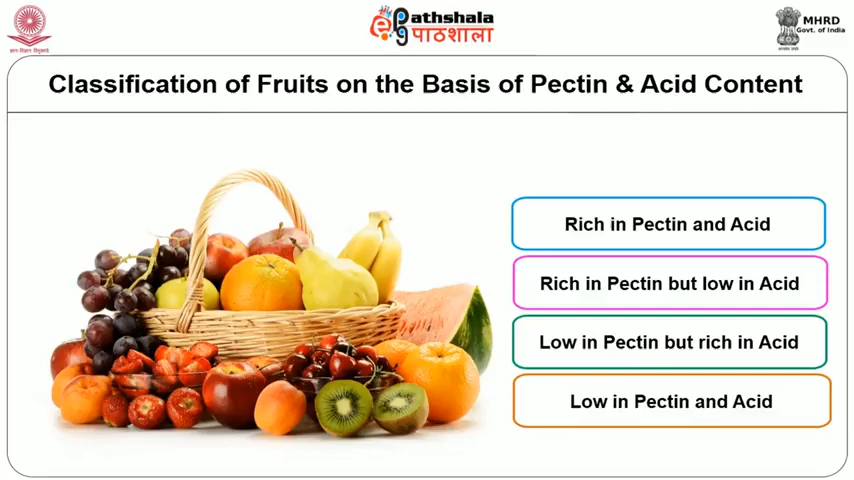 ज्ञान-विज्ञान विमुक्तये
ePathshala
पाठशाला
MHRD
Govt. of India
Classification of Fruits on the Basis of Pectin & Acid Content
Rich in Pectin and Acid
Rich in Pectin but low in Acid
Low in Pectin but rich in Acid
Low in Pectin and Acid